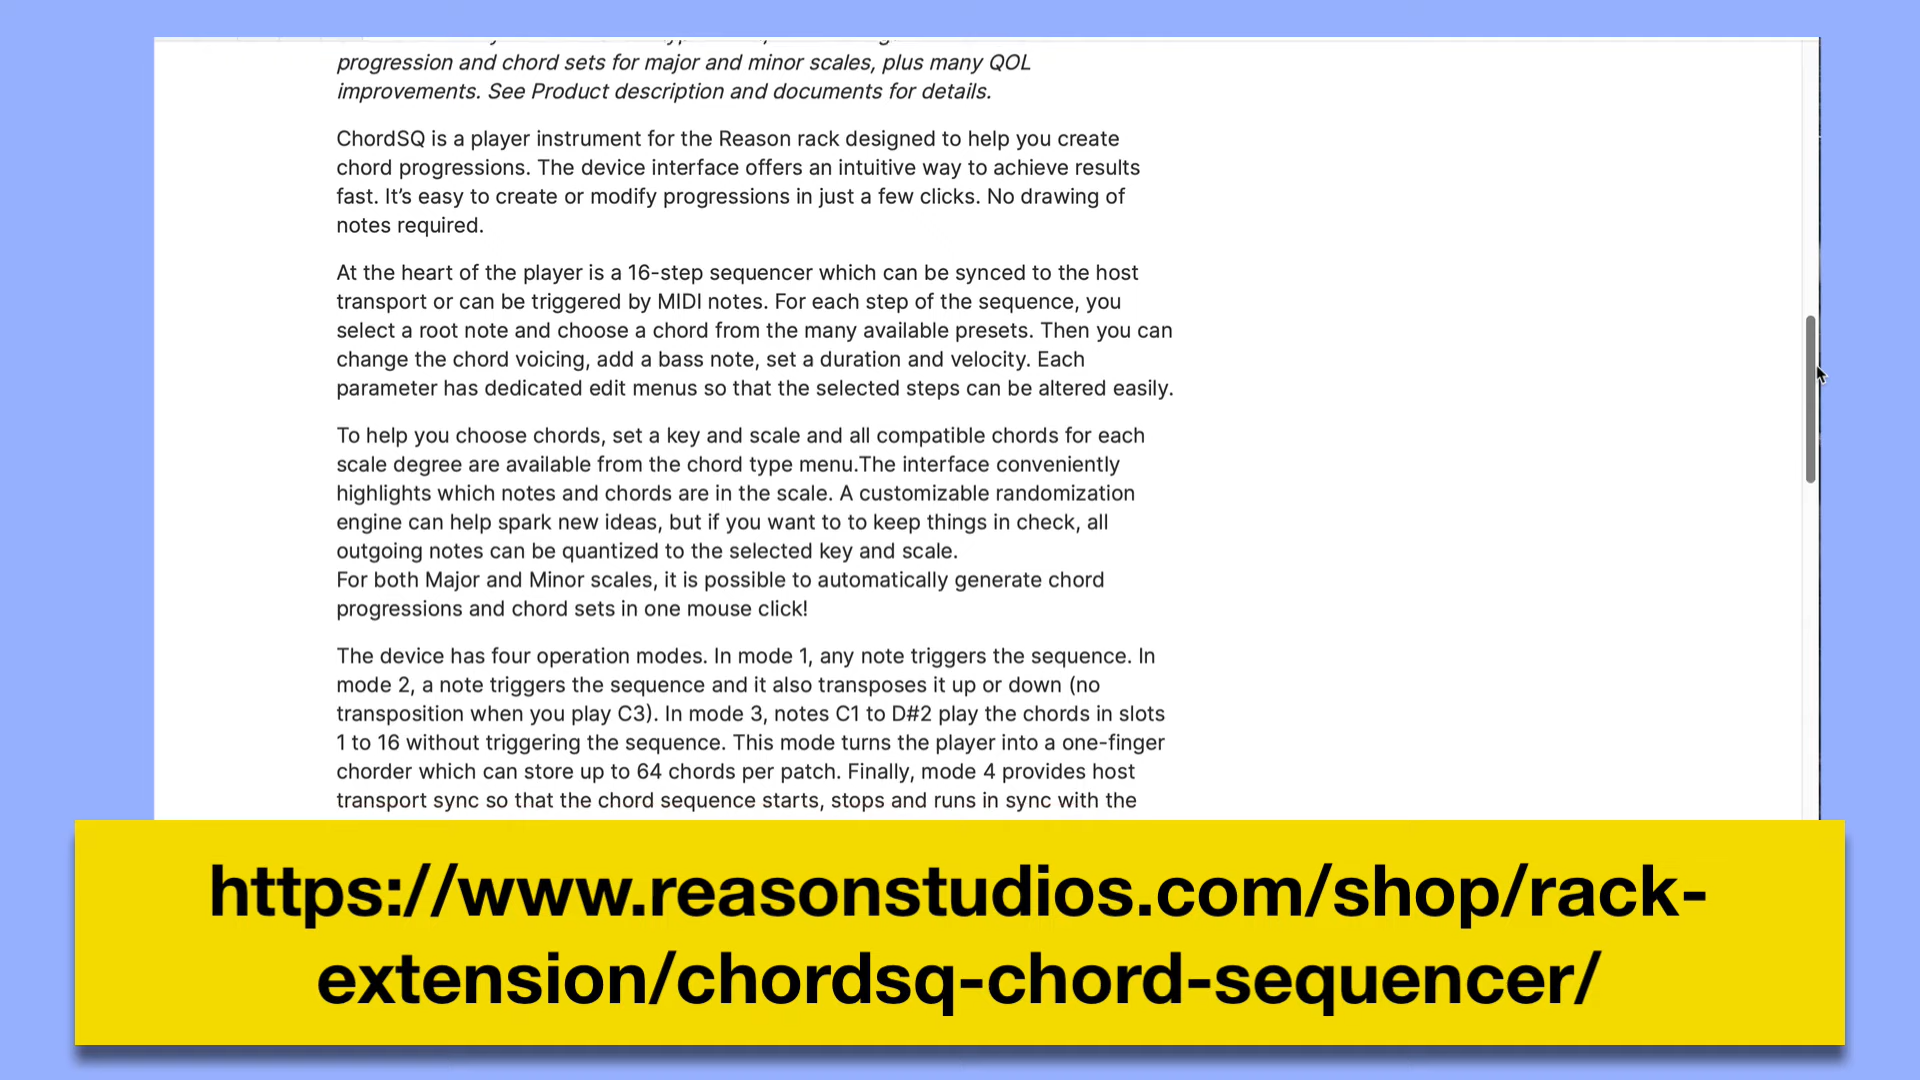 progression and chord sets for major and minor scales, plus many QOL
improvements. See Product description and documents for details.
ChordSQ is a player instrument for the Reason rack designed to help you create
chord progressions. The device interface offers an intuitive way to achieve results
fast. It’s easy to create or modify progressions in just a few clicks. No drawing of
notes required.
At the heart of the player is a 16-step sequencer which can be synced to the host
transport or can be triggered by MIDI notes. For each step of the sequence, you
select a root note and choose a chord from the many available presets. Then you can
change the chord voicing, add a bass note, set a duration and velocity. Each
parameter has dedicated edit menus so that the selected steps can be altered easily.
To help you choose chords, set a key and scale and all compatible chords for each
scale degree are available from the chord type menu.The interface conveniently
highlights which notes and chords are in the scale. A customizable randomization
engine can help spark new ideas, but if you want to to keep things in check, all
outgoing notes can be quantized to the selected key and scale.
For both Major and Minor scales, it is possible to automatically generate chord
progressions and chord sets in one mouse click!
The device has four operation modes. In mode 1, any note triggers the sequence. In
mode 2, a note triggers the sequence and it also transposes it up or down (no
transposition when you play C3). In mode 3, notes C1 to D#2 play the chords in slots
1 to 16 without triggering the sequence. This mode turns the player into a one-finger
chorder which can store up to 64 chords per patch. Finally, mode 4 provides host
transport sync so that the chord sequence starts, stops and runs in sync with the
https://www.reasonstudios.com/shop/rack-
extension/chordsq-chord-sequencer/